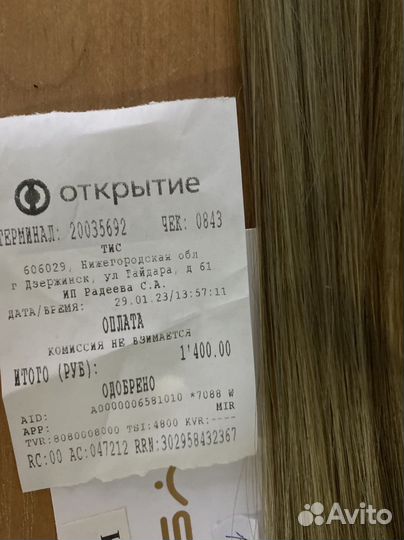 ОТКРЫТИЕ
ТЕРМИНАЛ: 20035692 ЧЕК: 0843
ТИС
606029, Нижегородская обл
г Дзержинск, ул Гайдара, д 61
ИП Радеева С.А.
ДАТА/ВРЕМЯ: 29.01.23/13:57:11
ОПЛАТА
КОМИССИЯ НЕ ВЗИМАЕТСЯ
ИТОГО (РУБ): 1'400.00
ОДОБРЕНО
AID: A0000006581010 *7088 W
APP: MIR
TVR:8080008000 TSI:4800 KVR:----
RC:00 AC:047212 RRN:302958432367
Avito